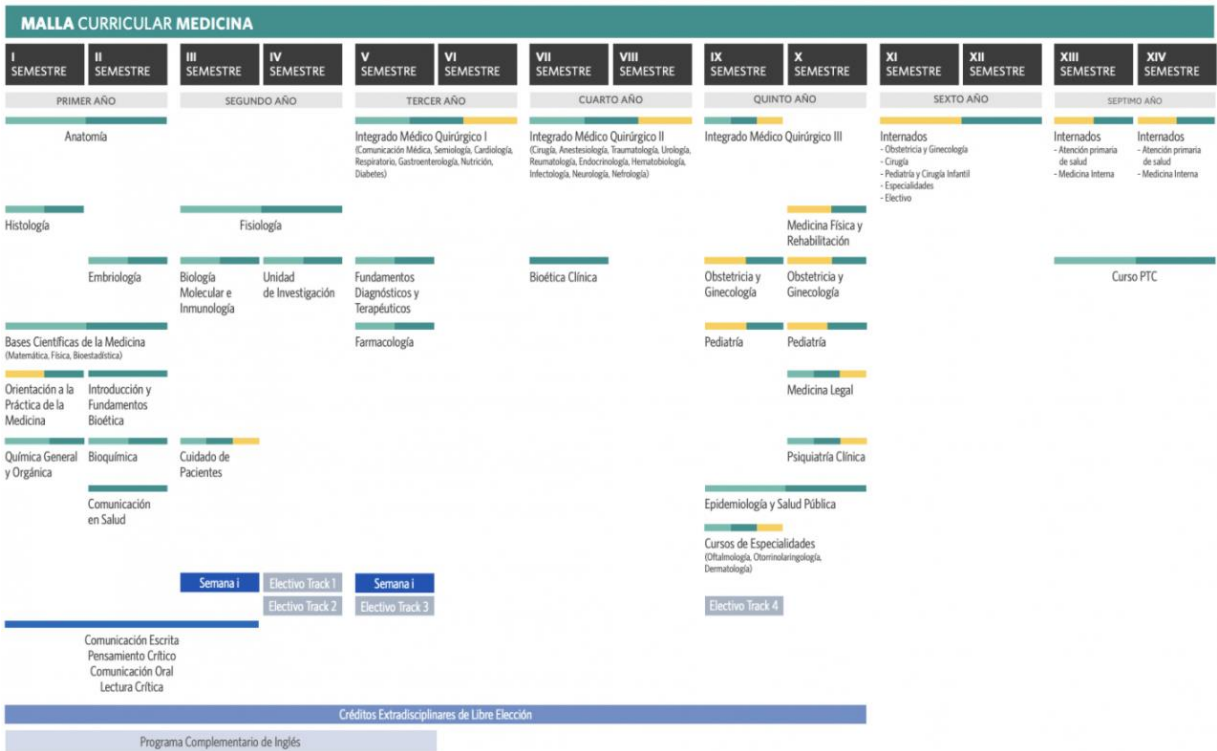 MALLA CURRICULAR MEDICINA
I
SEMESTRE
II
SEMESTRE
III
SEMESTRE
IV
SEMESTRE
V
SEMESTRE
VI
SEMESTRE
VII
SEMESTRE
VIII
SEMESTRE
IX
SEMESTRE
X
SEMESTRE
XI
SEMESTRE
XII
SEMESTRE
XIII
SEMESTRE
XIV
SEMESTRE
PRIMER AÑO
SEGUNDO AÑO
TERCER AÑO
CUARTO AÑO
QUINTO AÑO
SEXTO AÑO
SEPTIMO AÑO
Anatomía
Integrado Médico Quirúrgico I
(Comunicación Médica, Semiología, Cardiología,
Respiratorio, Gastroenterología, Nutrición,
Diabetes)
Integrado Médico Quirúrgico II
(Cirugía, Anestesiología, Traumatología, Urología,
Reumatología, Endocrinología, Hematobiología,
Infectología, Neurología, Nefrología)
Integrado Médico Quirúrgico III
Internados
- Obstetricia y Ginecología
- Cirugía
- Pediatría y Cirugía Infantil
- Especialidades
- Electivo
Internados
- Atención primaria
de salud
- Medicina Interna
Internados
- Atención primaria
de salud
- Medicina Interna
Histología
Fisiología
Medicina Física y
Rehabilitación
Embriología
Biología
Molecular e
Inmunología
Unidad
de Investigación
Fundamentos
Diagnósticos y
Terapéuticos
Bioética Clínica
Obstetricia y
Ginecología
Obstetricia y
Ginecología
Curso PTC
Bases Científicas de la Medicina
(Matemática, Física, Bioestadística)
Farmacología
Pediatría
Pediatría
Orientación a la
Práctica de la
Medicina
Introducción y
Fundamentos
Bioética
Medicina Legal
Química General
y Orgánica
Bioquímica
Cuidado de
Pacientes
Psiquiatría Clínica
Comunicación
en Salud
Epidemiología y Salud Pública
Cursos de Especialidades
(Oftalmología, Otorrinolaringología,
Dermatología)
Semana i
Electivo Track 1
Semana i
Electivo Track 2
Electivo Track 3
Electivo Track 4
Comunicación Escrita
Pensamiento Crítico
Comunicación Oral
Lectura Crítica
Créditos Extradisciplinares de Libre Elección
Programa Complementario de Inglés